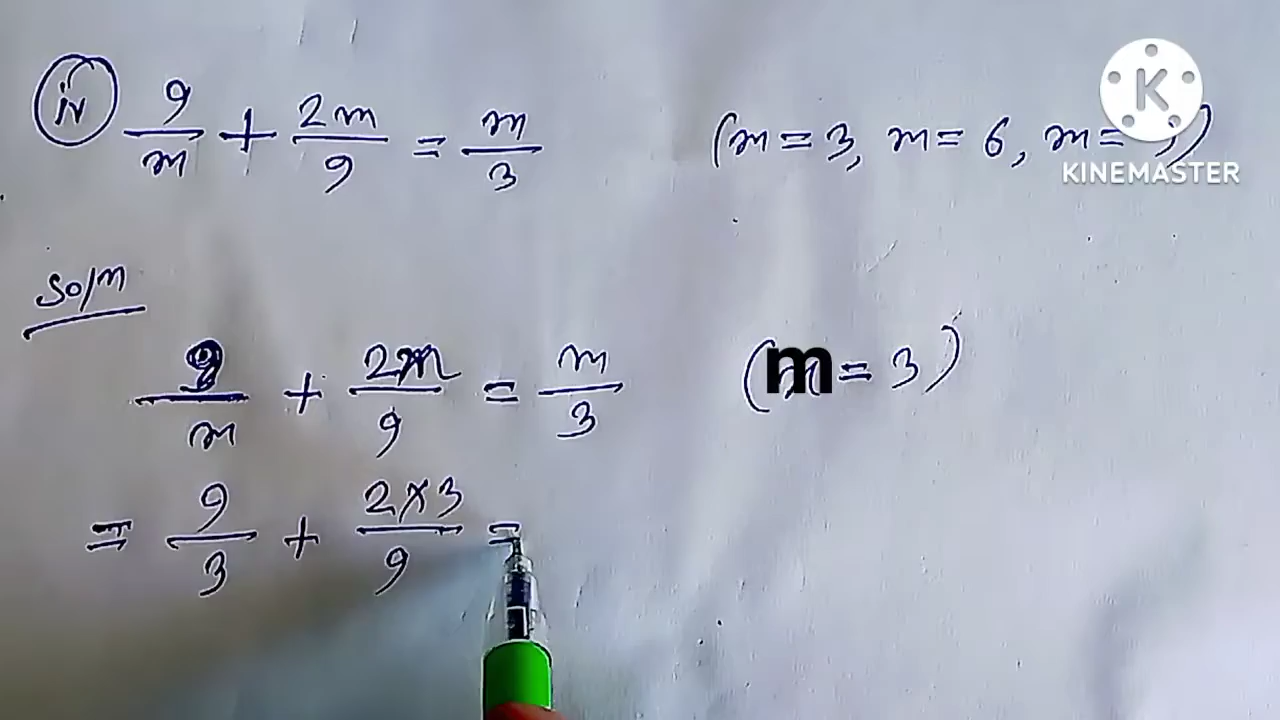 iv 9/m + 2m/9 = m/3 (m = 3, m = 6, m = )
K
KINEMASTER
Soln
9/m + 2m/9 = m/3 (m = 3)
= 9/3 + 2×3/9 =